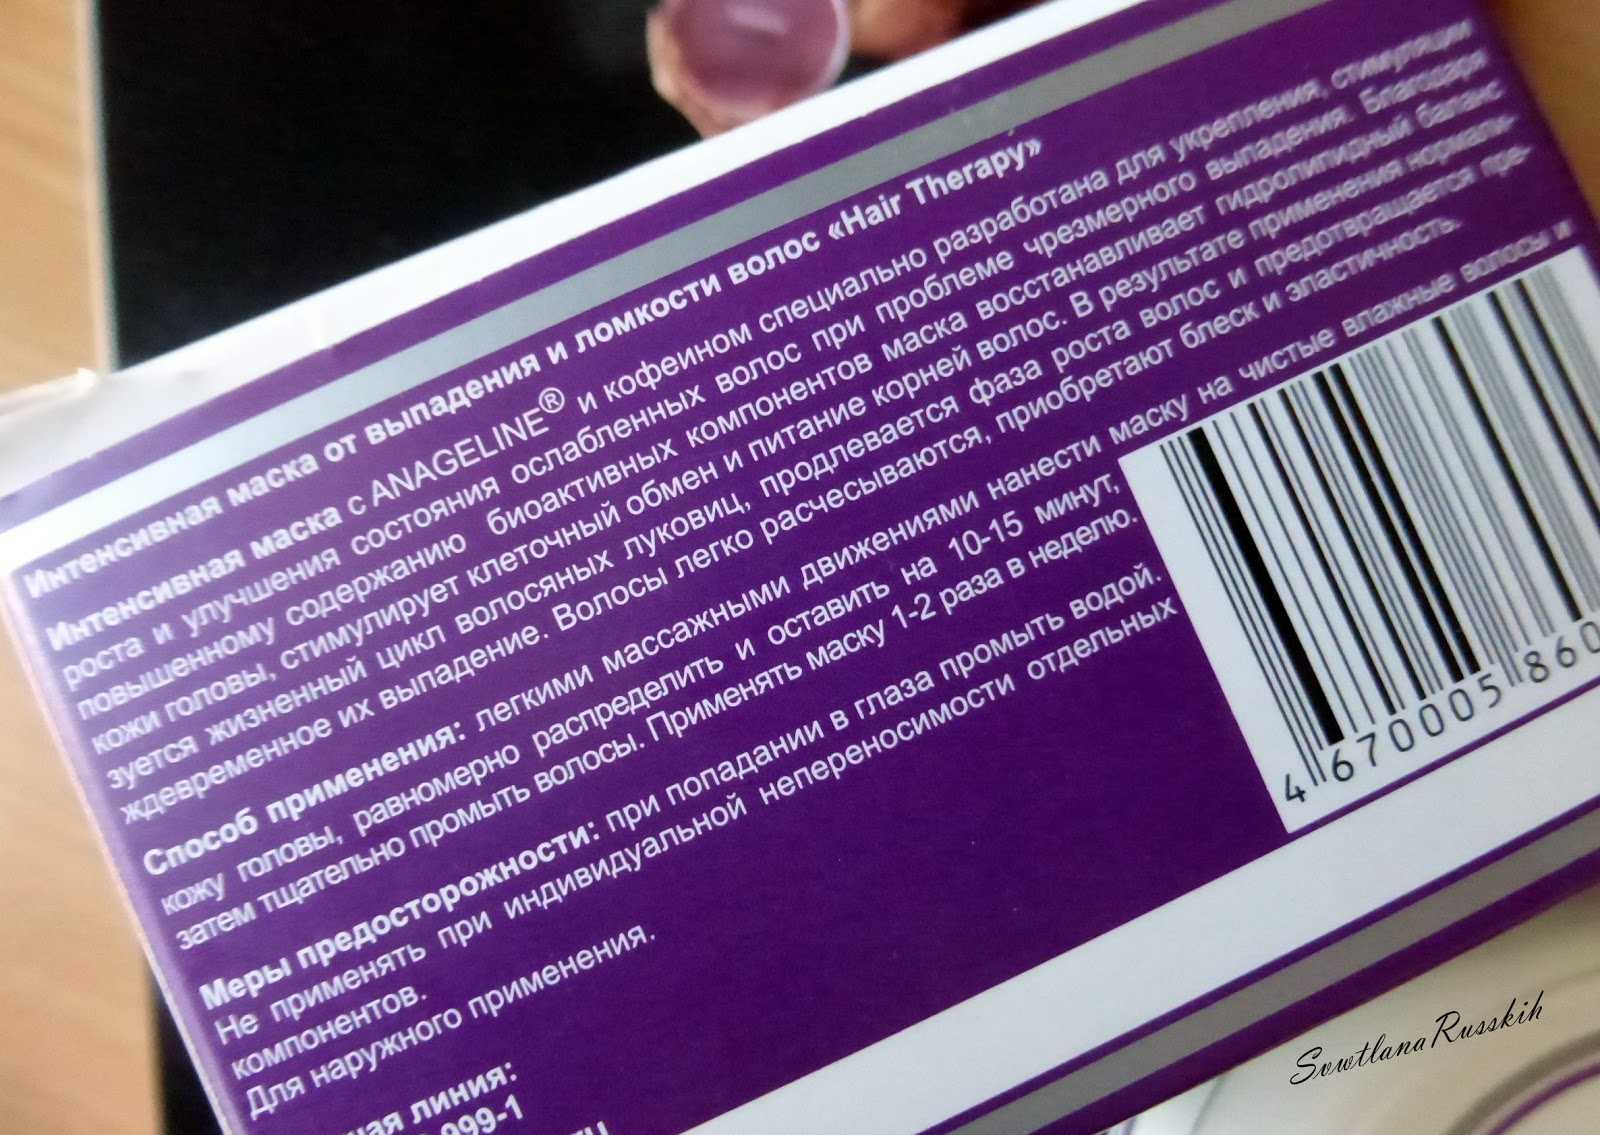 Интенсивная маска от выпадения и ломкости волос «Hair Therapy»
Интенсивная маска с ANAGELINE® и кофеином специально разработана для укрепления, стимуляции
роста и улучшения состояния ослабленных волос при проблеме чрезмерного выпадения. Благодаря
повышенному содержанию биоактивных компонентов маска восстанавливает гидролипидный баланс
кожи головы, стимулирует клеточный обмен и питание корней волос. В результате применения нормали-
зуется жизненный цикл волосяных луковиц, продлевается фаза роста волос и предотвращается пре-
ждевременное их выпадение. Волосы легко расчесываются, приобретают блеск и эластичность.
Способ применения: легкими массажными движениями нанести маску на чистые влажные волосы и
кожу головы, равномерно распределить и оставить на 10-15 минут,
затем тщательно промыть волосы. Применять маску 1-2 раза в неделю.
Меры предосторожности: при попадании в глаза промыть водой.
Не применять при индивидуальной непереносимости отдельных
компонентов.
Для наружного применения.
линия:
999-1
4670005860
SvwtlanaRusskih